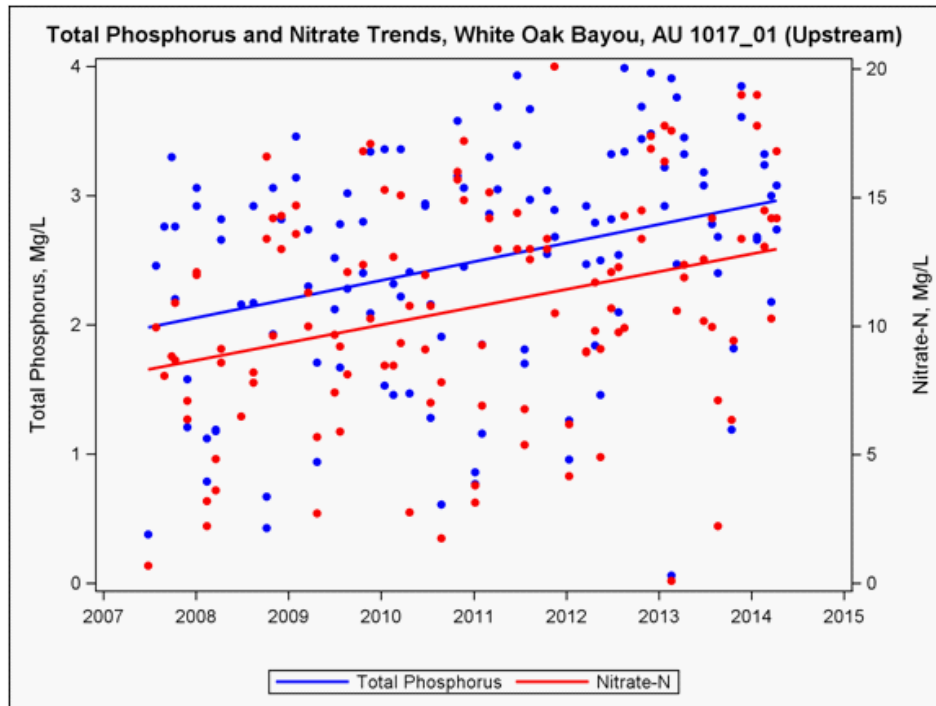 Total Phosphorus and Nitrate Trends, White Oak Bayou, AU 1017_01 (Upstream)
4
3
2
1
0
Total Phosphorus, Mg/L
20
15
10
5
0
Nitrate-N, Mg/L
2007 2008 2009 2010 2011 2012 2013 2014 2015
Total Phosphorus Nitrate-N